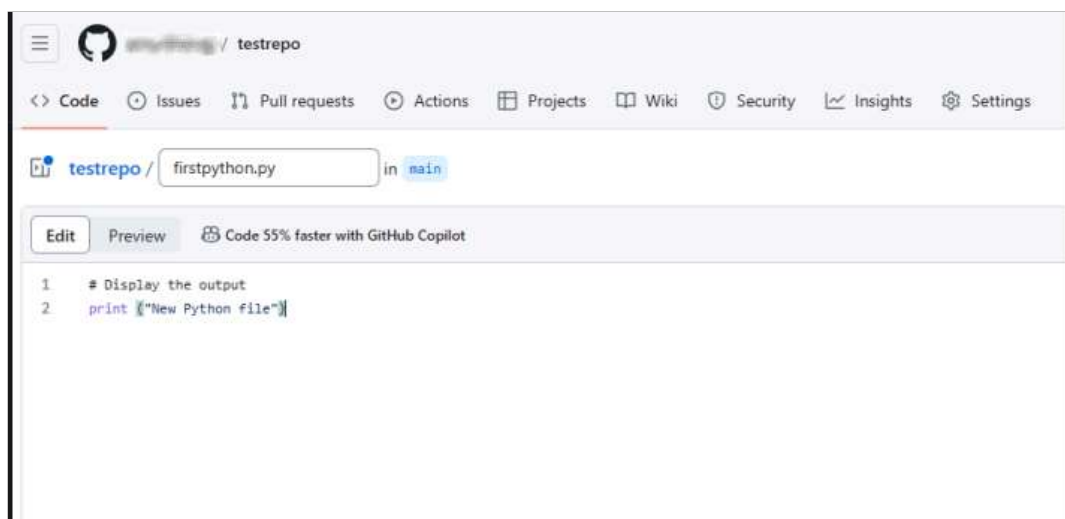 / testrepo
<> Code Issues Pull requests Actions Projects Wiki Security Insights Settings
testrepo / firstpython.py in main
Edit Preview Code 55% faster with GitHub Copilot
1 # Display the output
2 print ("New Python file")